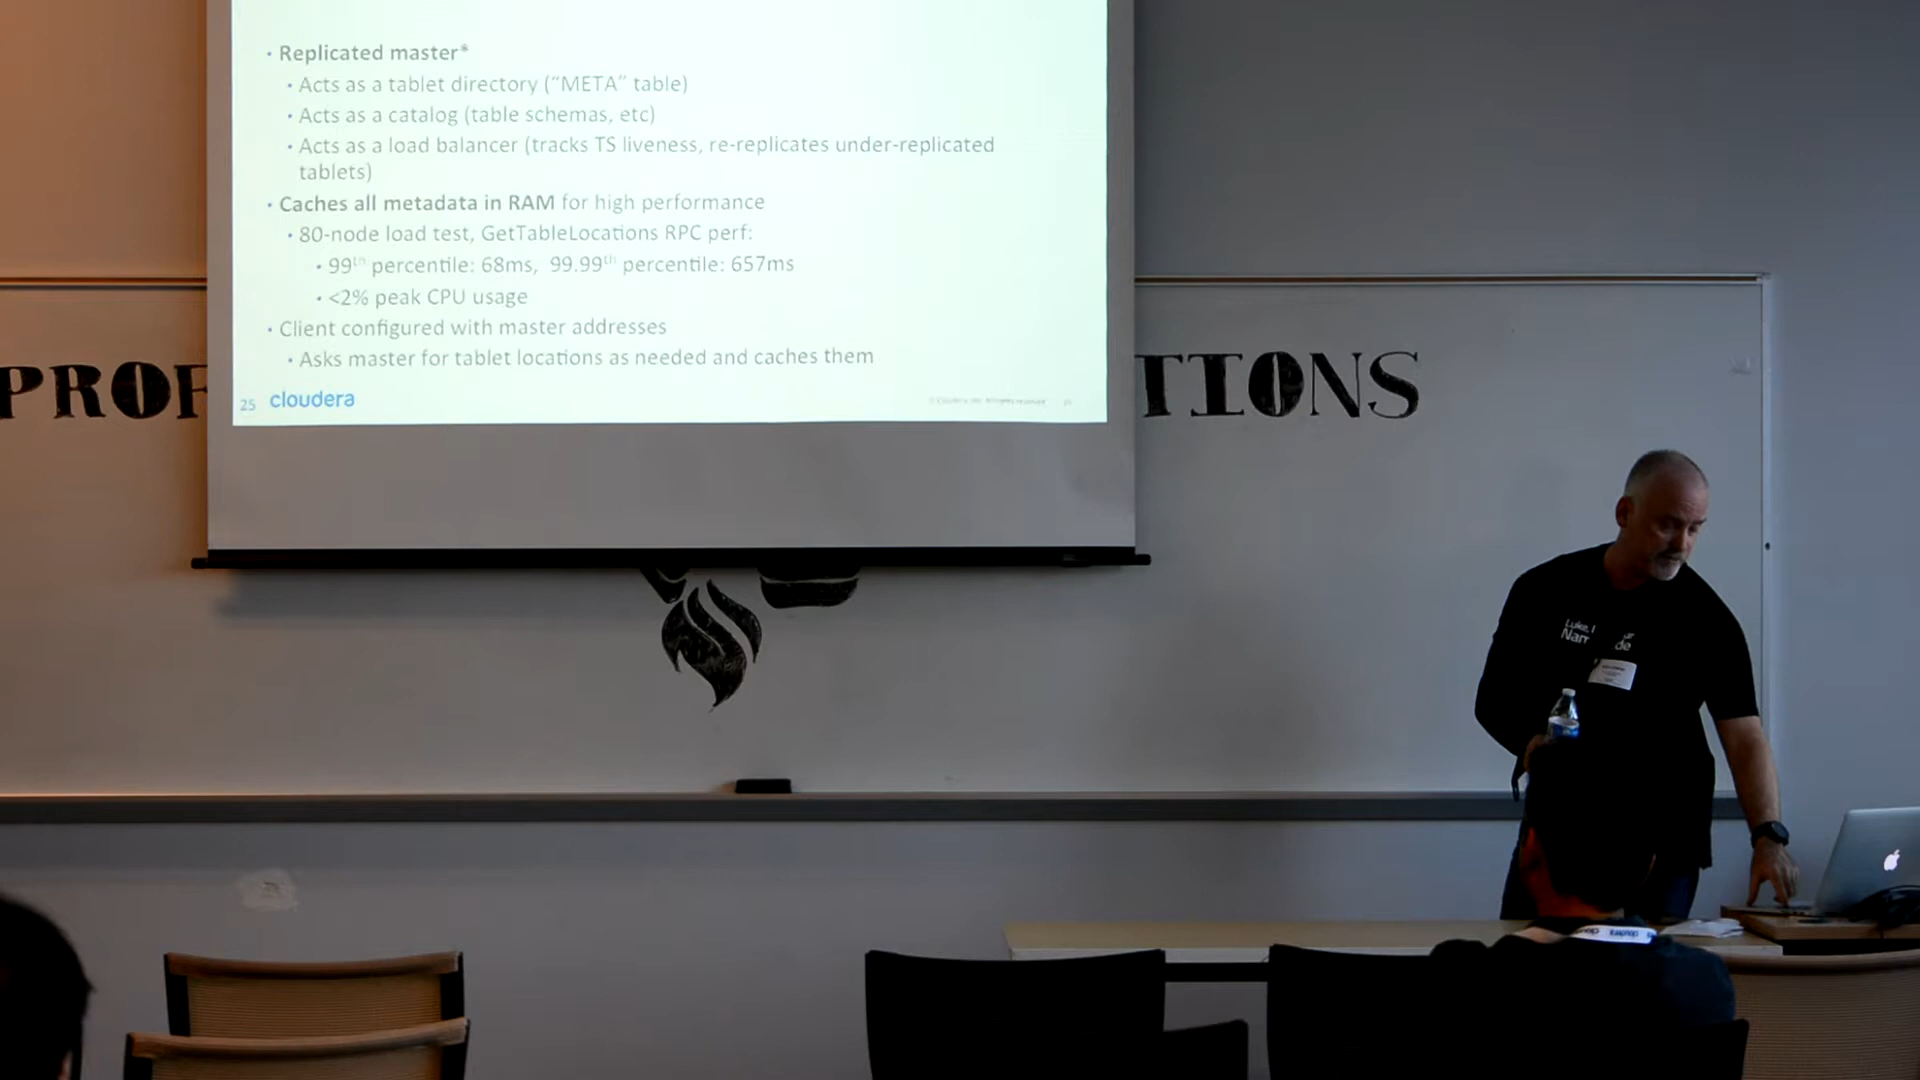 • Replicated master*
• Acts as a tablet directory (“META” table)
• Acts as a catalog (table schemas, etc)
• Acts as a load balancer (tracks TS liveness, re-replicates under-replicated
tablets)
• Caches all metadata in RAM for high performance
• 80-node load test, GetTableLocations RPC perf:
• 99th percentile: 68ms, 99.99th percentile: 657ms
• <2% peak CPU usage
• Client configured with master addresses
• Asks master for tablet locations as needed and caches them
25 cloudera
PROF
TIONS
Luke, I